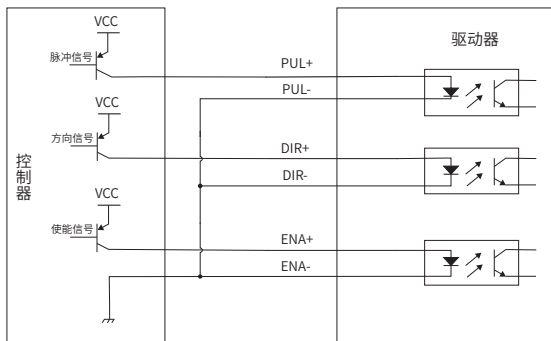 VCC
脉冲信号
PUL+
PUL-
驱动器
VCC
方向信号
DIR+
DIR-
控制器
VCC
使能信号
ENA+
ENA-